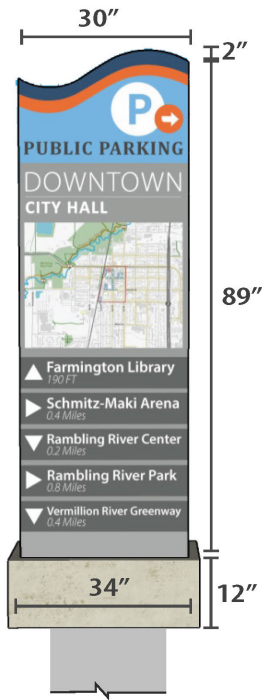 30”
2”
P
PUBLIC PARKING
DOWNTOWN
CITY HALL
89”
Farmington Library
190 FT
Schmitz-Maki Arena
0.4 Miles
Rambling River Center
0.2 Miles
Rambling River Park
0.8 Miles
Vermillion River Greenway
0.4 Miles
34”
12”